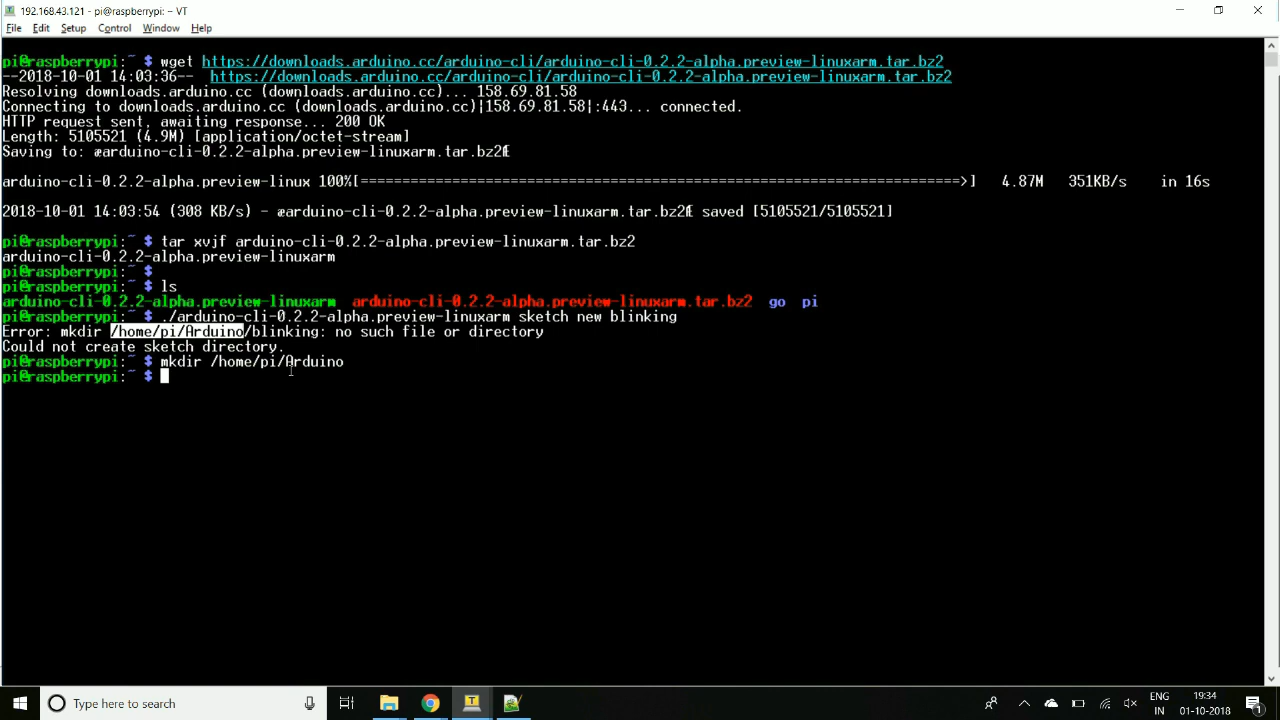 192.168.43.121 - pi@raspberrypi: ~ VT
File Edit Setup Control Window Help
pi@raspberrypi:~ $ wget https://downloads.arduino.cc/arduino-cli/arduino-cli-0.2.2-alpha.preview-linuxarm.tar.bz2
--2018-10-01 14:03:36-- https://downloads.arduino.cc/arduino-cli/arduino-cli-0.2.2-alpha.preview-linuxarm.tar.bz2
Resolving downloads.arduino.cc (downloads.arduino.cc)... 158.69.81.58
Connecting to downloads.arduino.cc (downloads.arduino.cc)|158.69.81.58|:443... connected.
HTTP request sent, awaiting response... 200 OK
Length: 5105521 (4.9M) [application/octet-stream]
Saving to: arduino-cli-0.2.2-alpha.preview-linuxarm.tar.bz2
arduino-cli-0.2.2-alpha.preview-linux 100%[=======================================================================>] 4.87M 351KB/s in 16s
2018-10-01 14:03:54 (308 KB/s) - arduino-cli-0.2.2-alpha.preview-linuxarm.tar.bz2 saved [5105521/5105521]
pi@raspberrypi:~ $ tar xvjf arduino-cli-0.2.2-alpha.preview-linuxarm.tar.bz2
arduino-cli-0.2.2-alpha.preview-linuxarm
pi@raspberrypi:~ $
pi@raspberrypi:~ $ ls
arduino-cli-0.2.2-alpha.preview-linuxarm arduino-cli-0.2.2-alpha.preview-linuxarm.tar.bz2 go pi
pi@raspberrypi:~ $ ./arduino-cli-0.2.2-alpha.preview-linuxarm sketch new blinking
Error: mkdir /home/pi/Arduino/blinking: no such file or directory
Could not create sketch directory.
pi@raspberrypi:~ $ mkdir /home/pi/Arduino
pi@raspberrypi:~ $
Type here to search
ENG 19:34
IN 01-10-2018